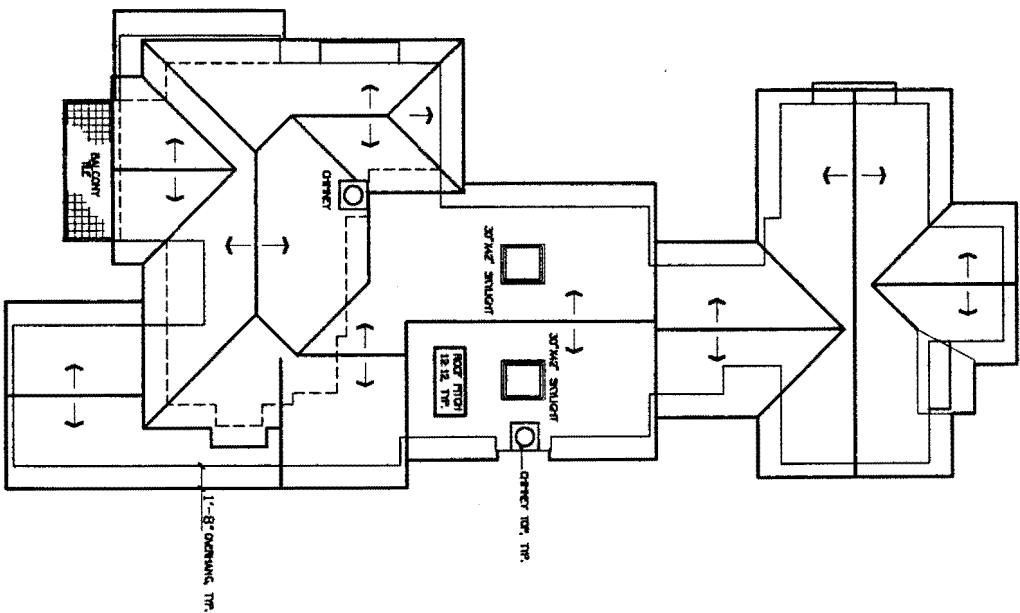 BALCONY
TILE
CHIMNEY
30"X42" SKYLIGHT
30"X42" SKYLIGHT
ROOF PITCH
12:12, TYP.
CHIMNEY TOP, TYP.
1'-8" OVERHANG, TYP.